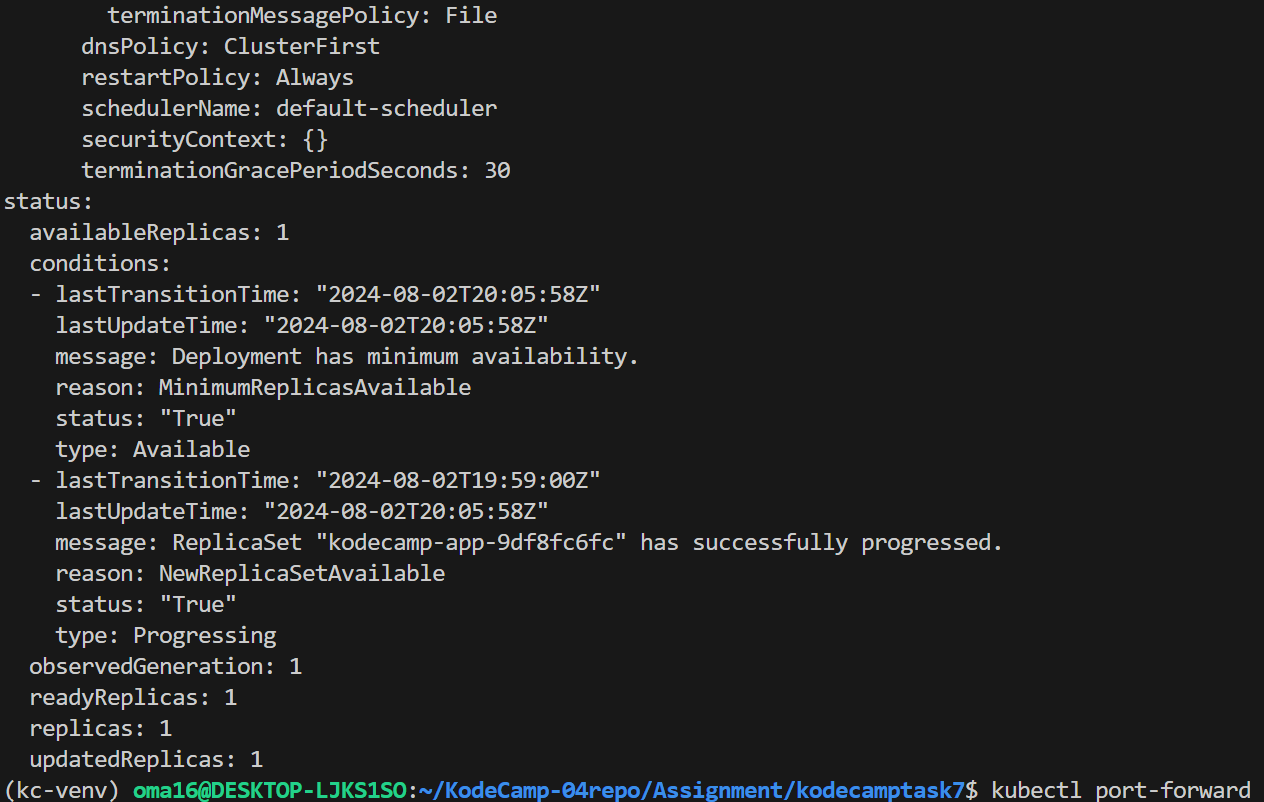 terminationMessagePolicy: File
dnsPolicy: ClusterFirst
restartPolicy: Always
schedulerName: default-scheduler
securityContext: {}
terminationGracePeriodSeconds: 30
status:
availableReplicas: 1
conditions:
- lastTransitionTime: "2024-08-02T20:05:58Z"
lastUpdateTime: "2024-08-02T20:05:58Z"
message: Deployment has minimum availability.
reason: MinimumReplicasAvailable
status: "True"
type: Available
- lastTransitionTime: "2024-08-02T19:59:00Z"
lastUpdateTime: "2024-08-02T20:05:58Z"
message: ReplicaSet "kodecamp-app-9df8fc6fc" has successfully progressed.
reason: NewReplicaSetAvailable
status: "True"
type: Progressing
observedGeneration: 1
readyReplicas: 1
replicas: 1
updatedReplicas: 1
(kc-venv) oma16@DESKTOP-LJKS1SO:~/KodeCamp-04repo/Assignment/kodecamptask7$ kubectl port-forward